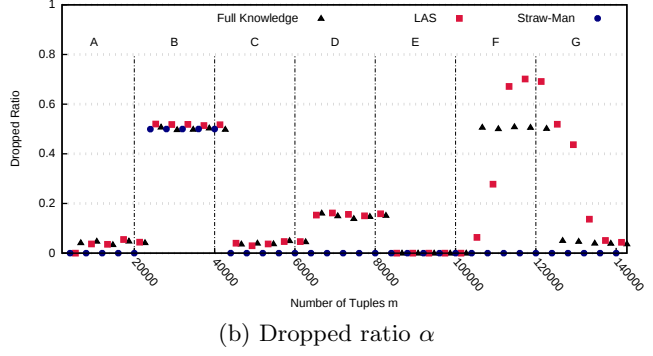 Full Knowledge LAS Straw-Man
A B C D E F G
1
0.8
0.6
0.4
0.2
0
Dropped Ratio
20000 40000 60000 80000 100000 120000 140000
Number of Tuples m
(b) Dropped ratio α